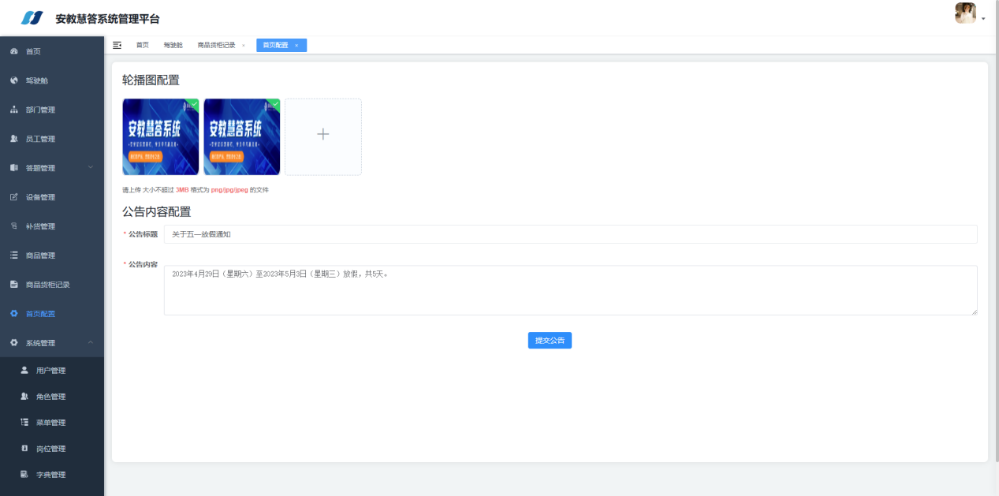 安教慧答系统管理平台
首页
驾驶舱
商品货柜记录 ×
首页配置 ×
首页
驾驶舱
部门管理
员工管理
答题管理
设备管理
补货管理
商品管理
商品货柜记录
首页配置
系统管理
用户管理
角色管理
菜单管理
岗位管理
字典管理
轮播图配置
安教慧答系统
安教慧答系统
请上传 大小不超过 3MB 格式为 png/jpg/jpeg 的文件
公告内容配置
* 公告标题
关于五一放假通知
* 公告内容
2023年4月29日（星期六）至2023年5月3日（星期三）放假，共5天。
提交公告